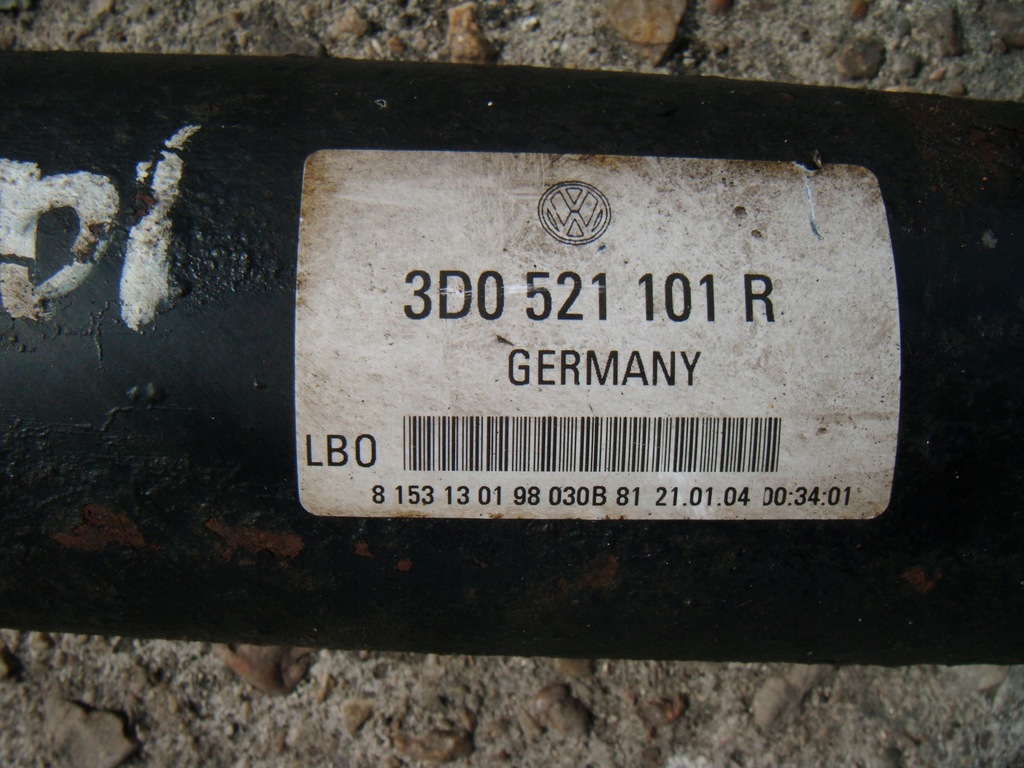 3D0 521 101 R
GERMANY
LBO
8 153 13 01 98 030B 81 21.01.04 00:34:01